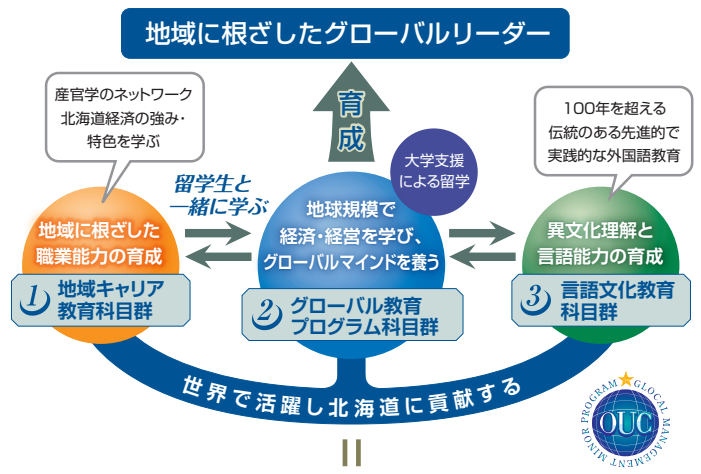 地域に根ざしたグローバルリーダー
育
成
産官学のネットワーク
北海道経済の強み・
特色を学ぶ
100年を超える
伝統のある先進的で
実践的な外国語教育
大学支援
による留学
留学生と
一緒に学ぶ
地域に根ざした
職業能力の育成
地球規模で
経済・経営を学び、
グローバルマインドを養う
異文化理解と
言語能力の育成
1 地域キャリア
教育科目群
2 グローバル教育
プログラム科目群
3 言語文化教育
科目群
世界で活躍し北海道に貢献する
GLOCAL MANAGEMENT MINOR PROGRAM
OUC